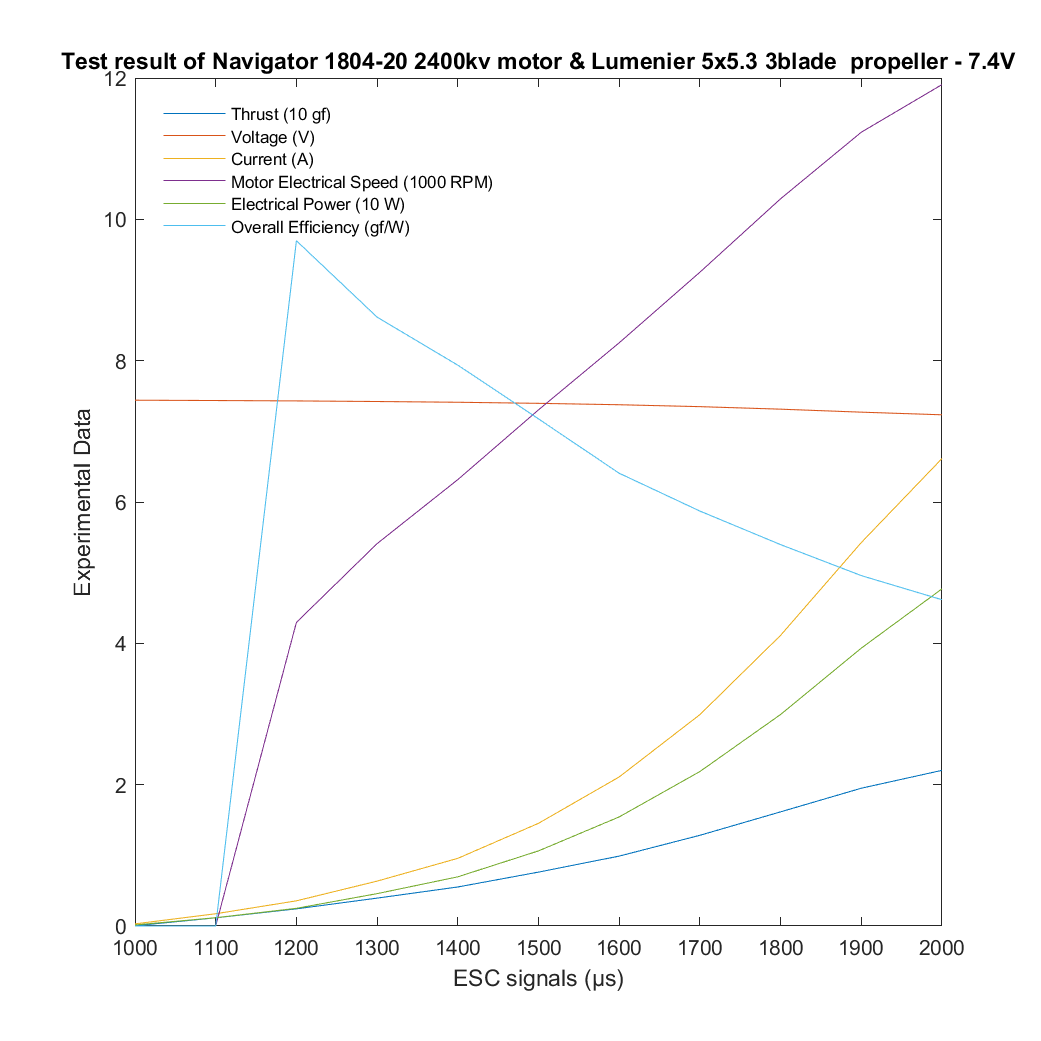 Test result of Navigator 1804-20 2400kv motor & Lumenier 5x5.3 3blade  propeller - 7.4V
12
Thrust (10 gf)
Voltage (V)
Current (A)
Motor Electrical Speed (1000 RPM)
Electrical Power (10 W)
Overall Efficiency (gf/W)
10
8
6
4
2
0
Experimental Data
1000 1100 1200 1300 1400 1500 1600 1700 1800 1900 2000
ESC signals (µs)